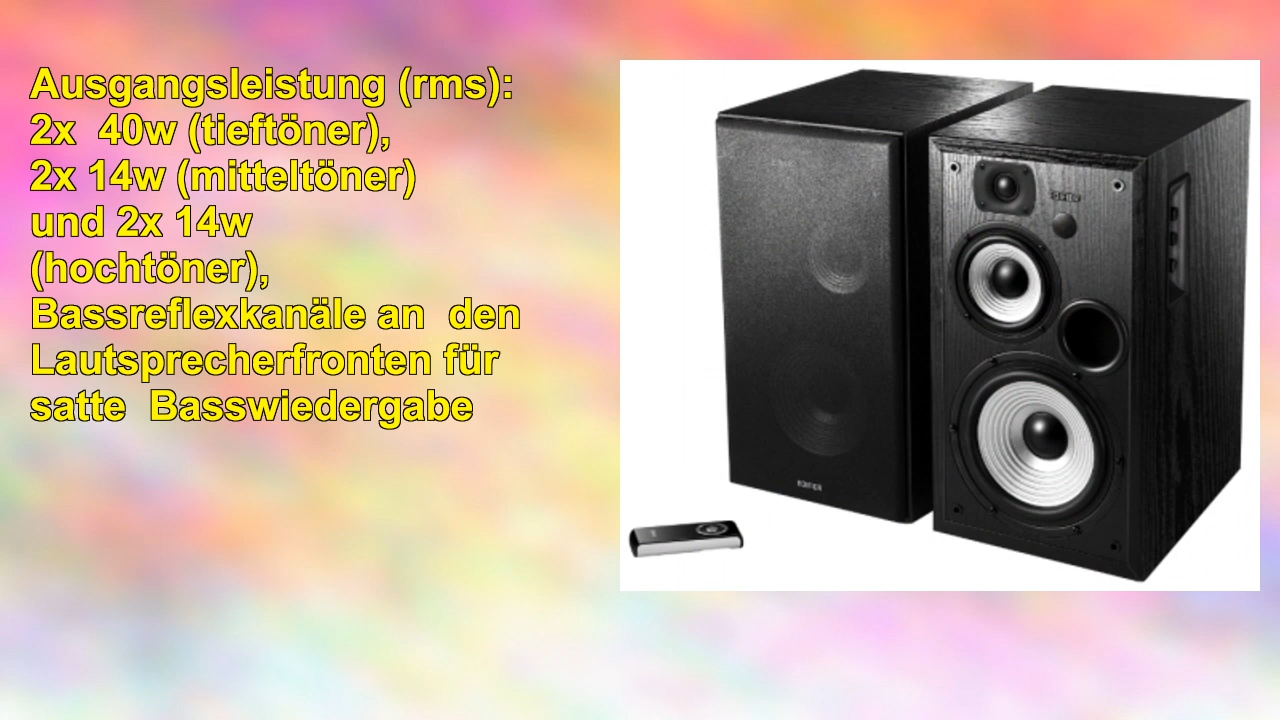 Ausgangsleistung (rms):
2x  40w (tieftöner),
2x 14w (mitteltöner)
und 2x 14w
(hochtöner),
Bassreflexkanäle an  den
Lautsprecherfronten für
satte  Basswiedergabe
EDIFIER